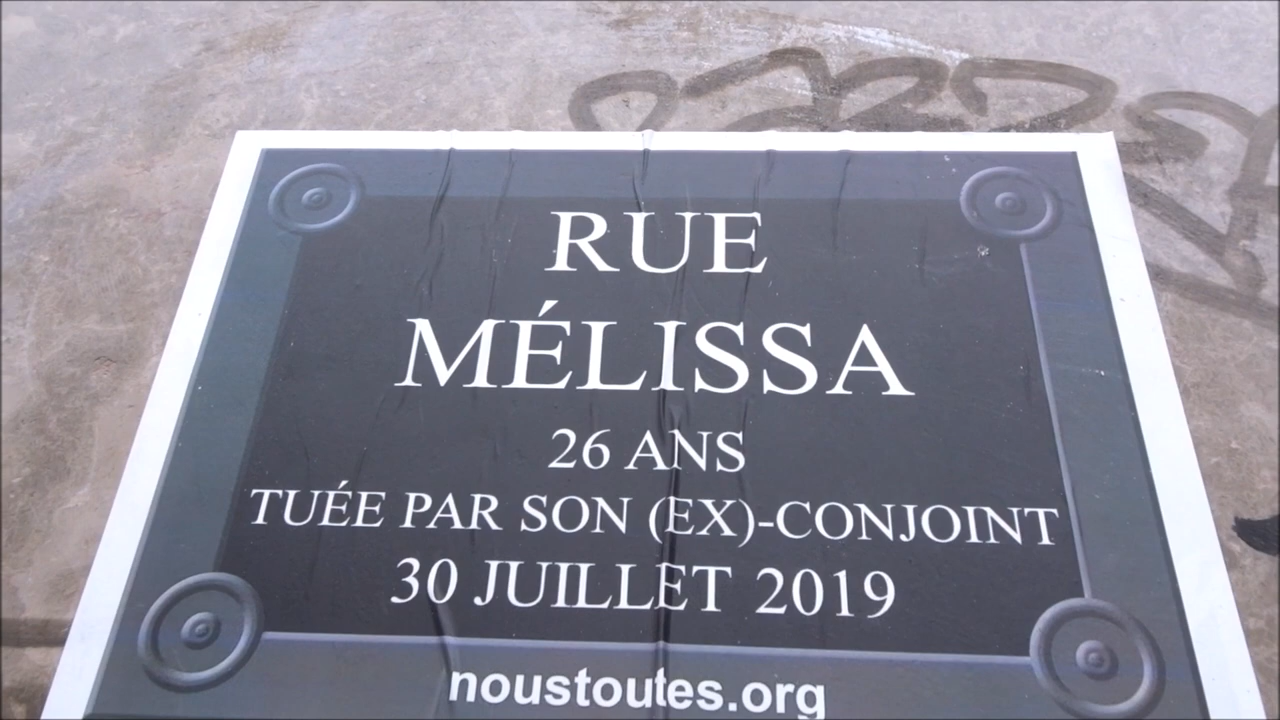 RUE
MÉLISSA
26 ANS
TUÉE PAR SON (EX)-CONJOINT
30 JUILLET 2019
noustoutes.org